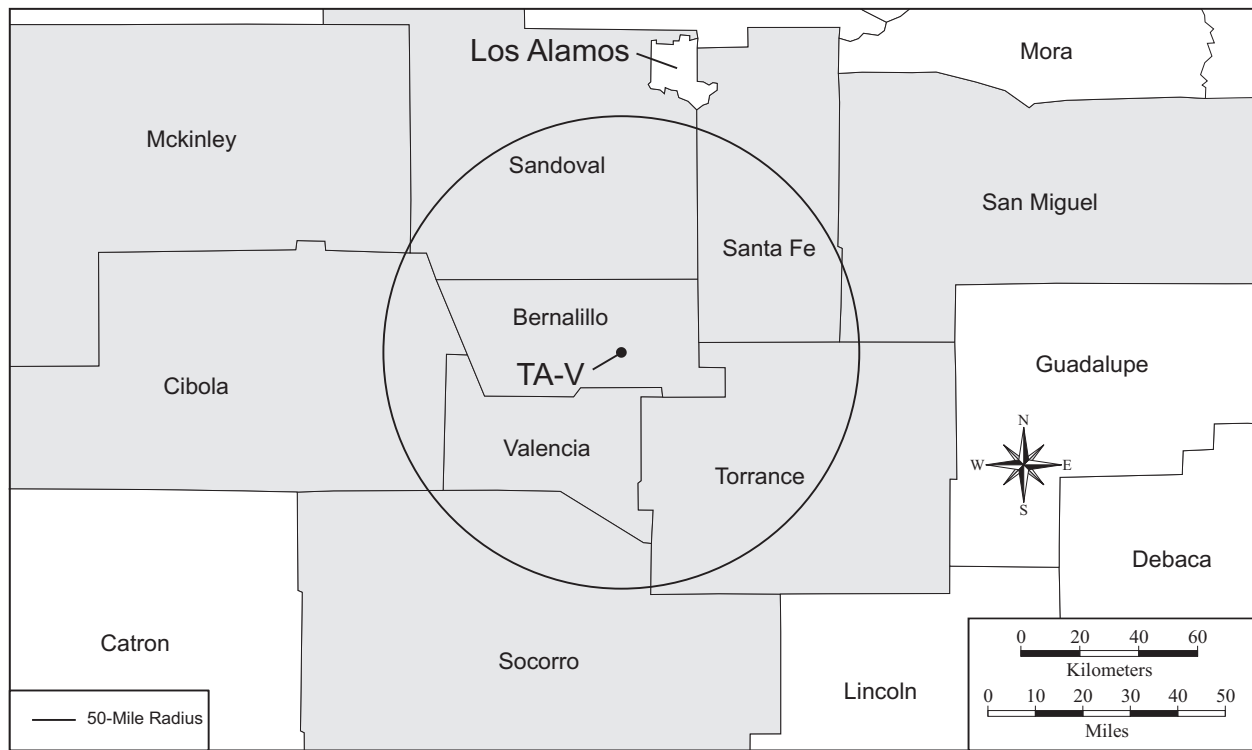 Los Alamos
Mora
Mckinley
Sandoval
San Miguel
Santa Fe
Bernalillo
TA-V
Guadalupe
Cibola
Valencia
Torrance
N
W
E
S
Debaca
Catron
Socorro
Lincoln
0 20 40 60
Kilometers
0 10 20 30 40 50
Miles
50-Mile Radius